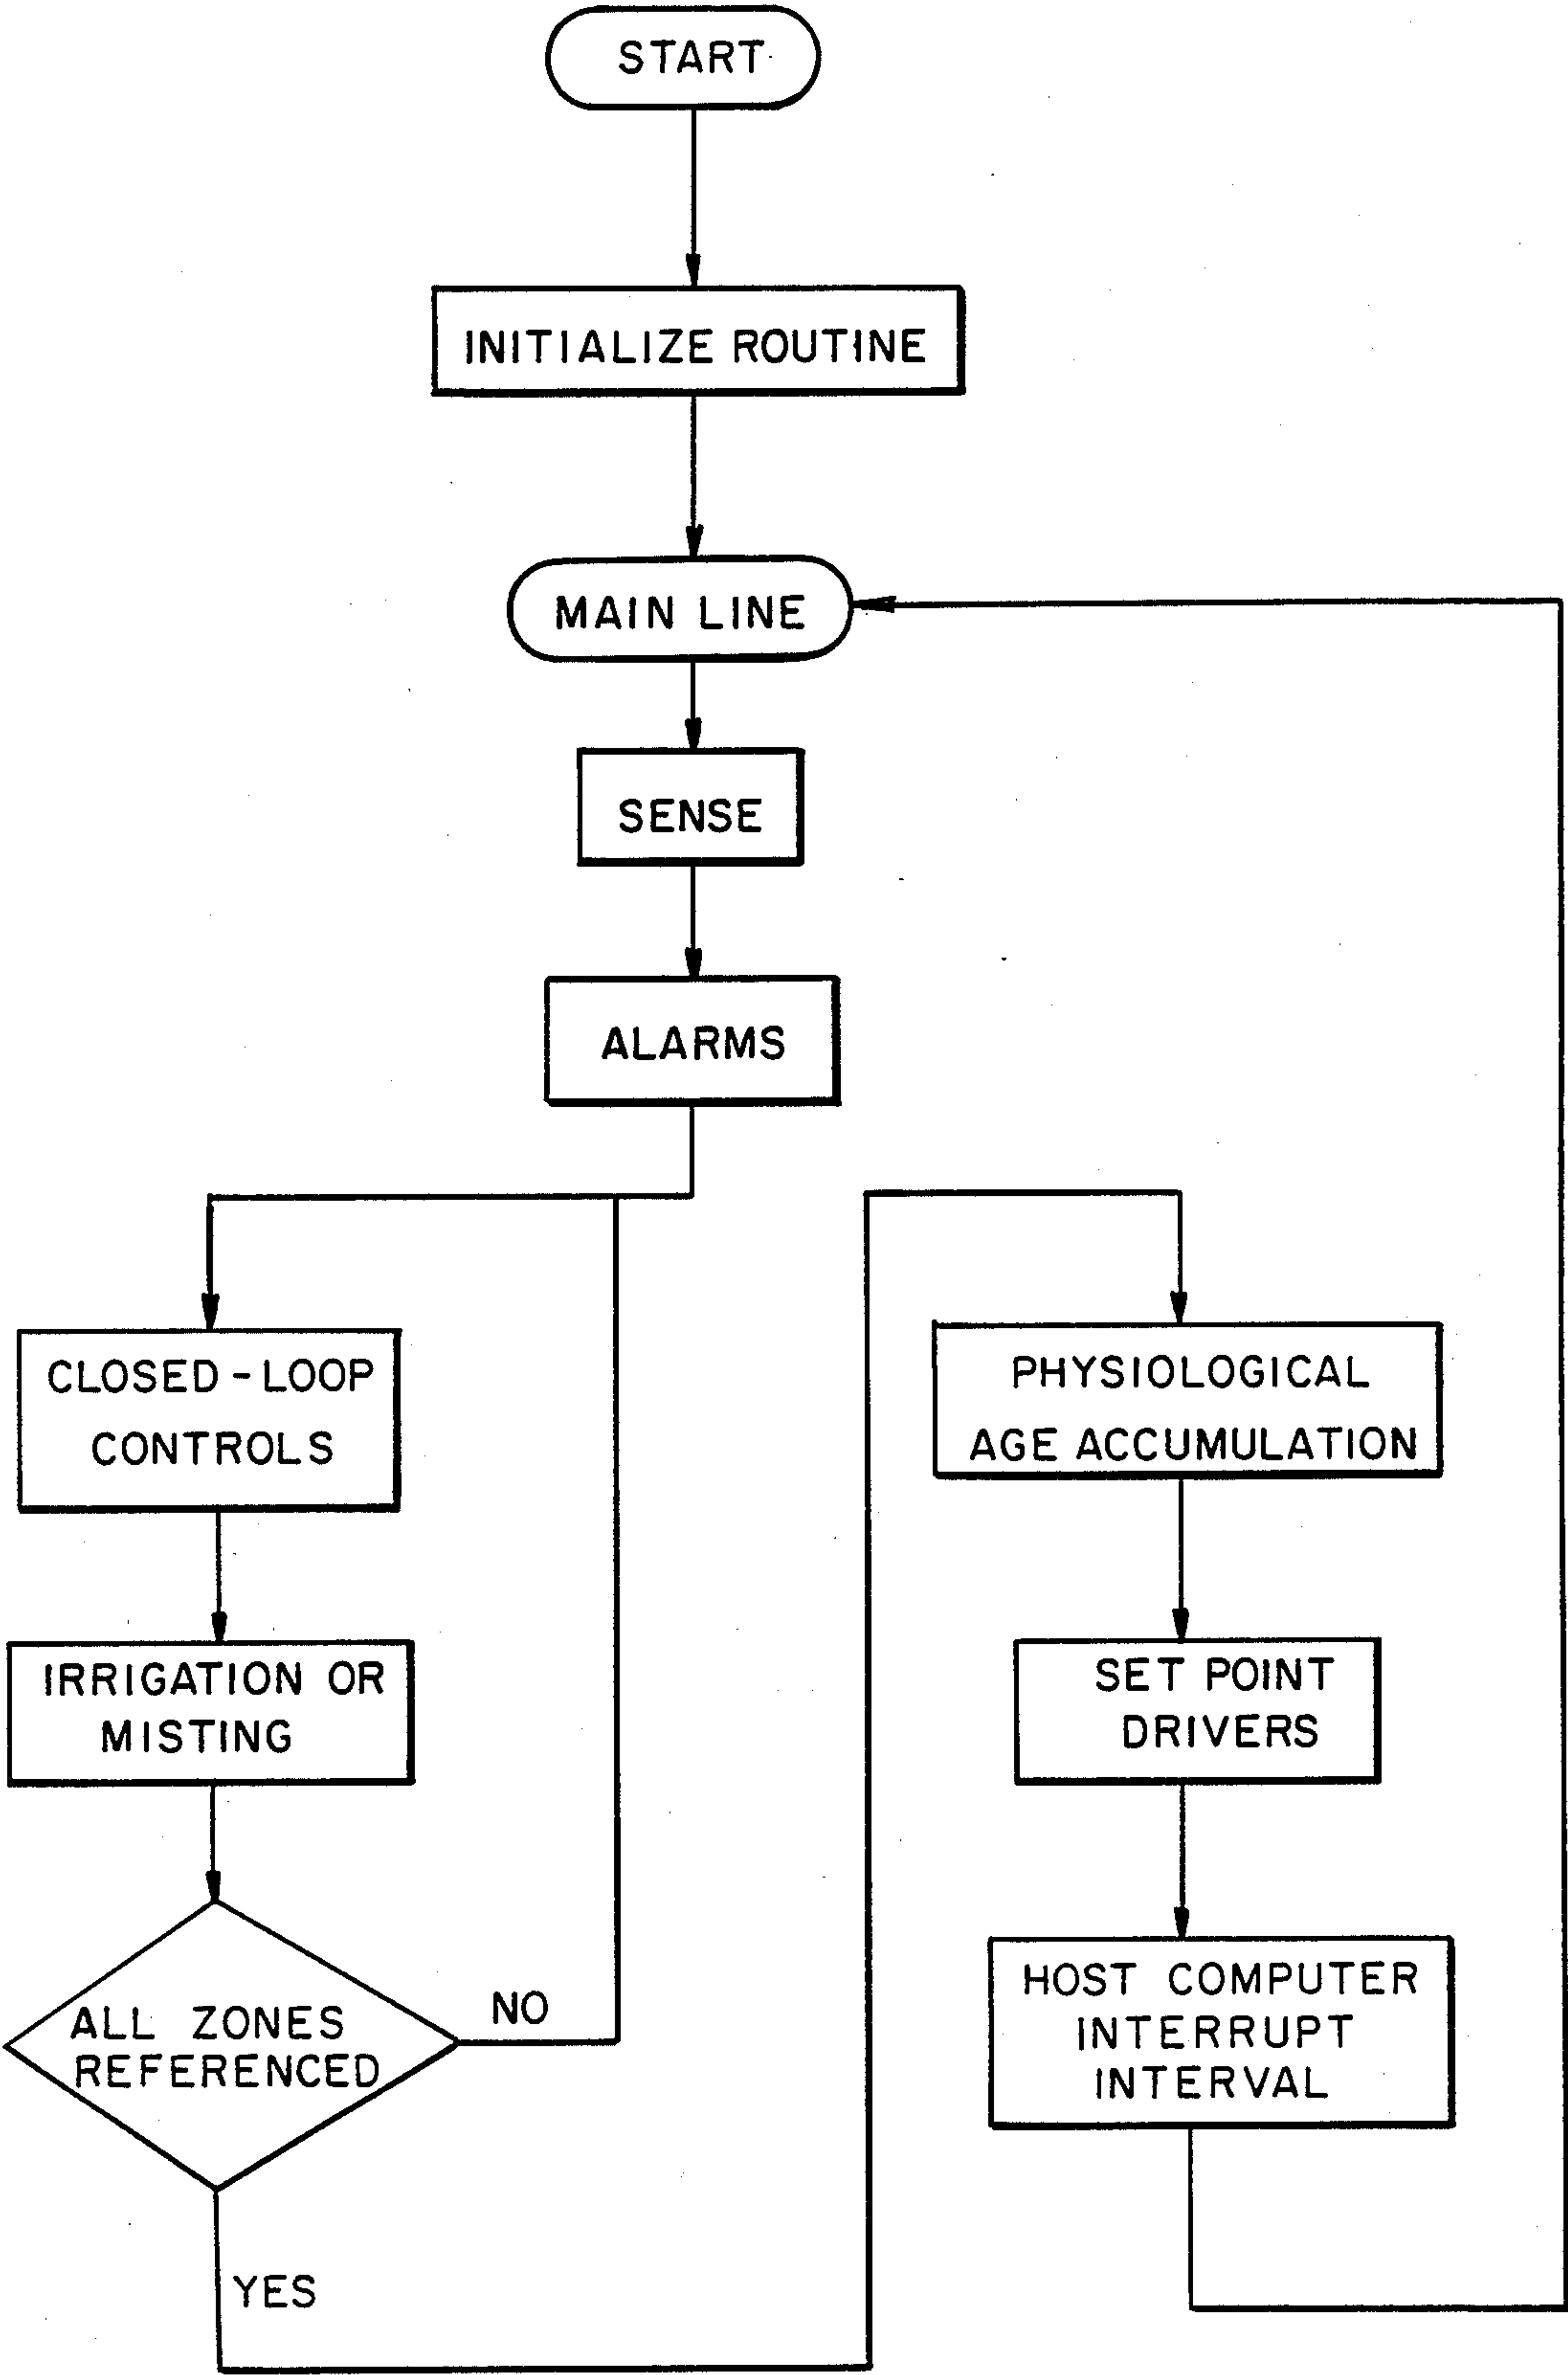 START
INITIALIZE ROUTINE
MAIN LINE
SENSE
ALARMS
CLOSED-LOOP
CONTROLS
IRRIGATION OR
MISTING
ALL ZONES
REFERENCED
NO
YES
PHYSIOLOGICAL
AGE ACCUMULATION
SET POINT
DRIVERS
HOST COMPUTER
INTERRUPT
INTERVAL